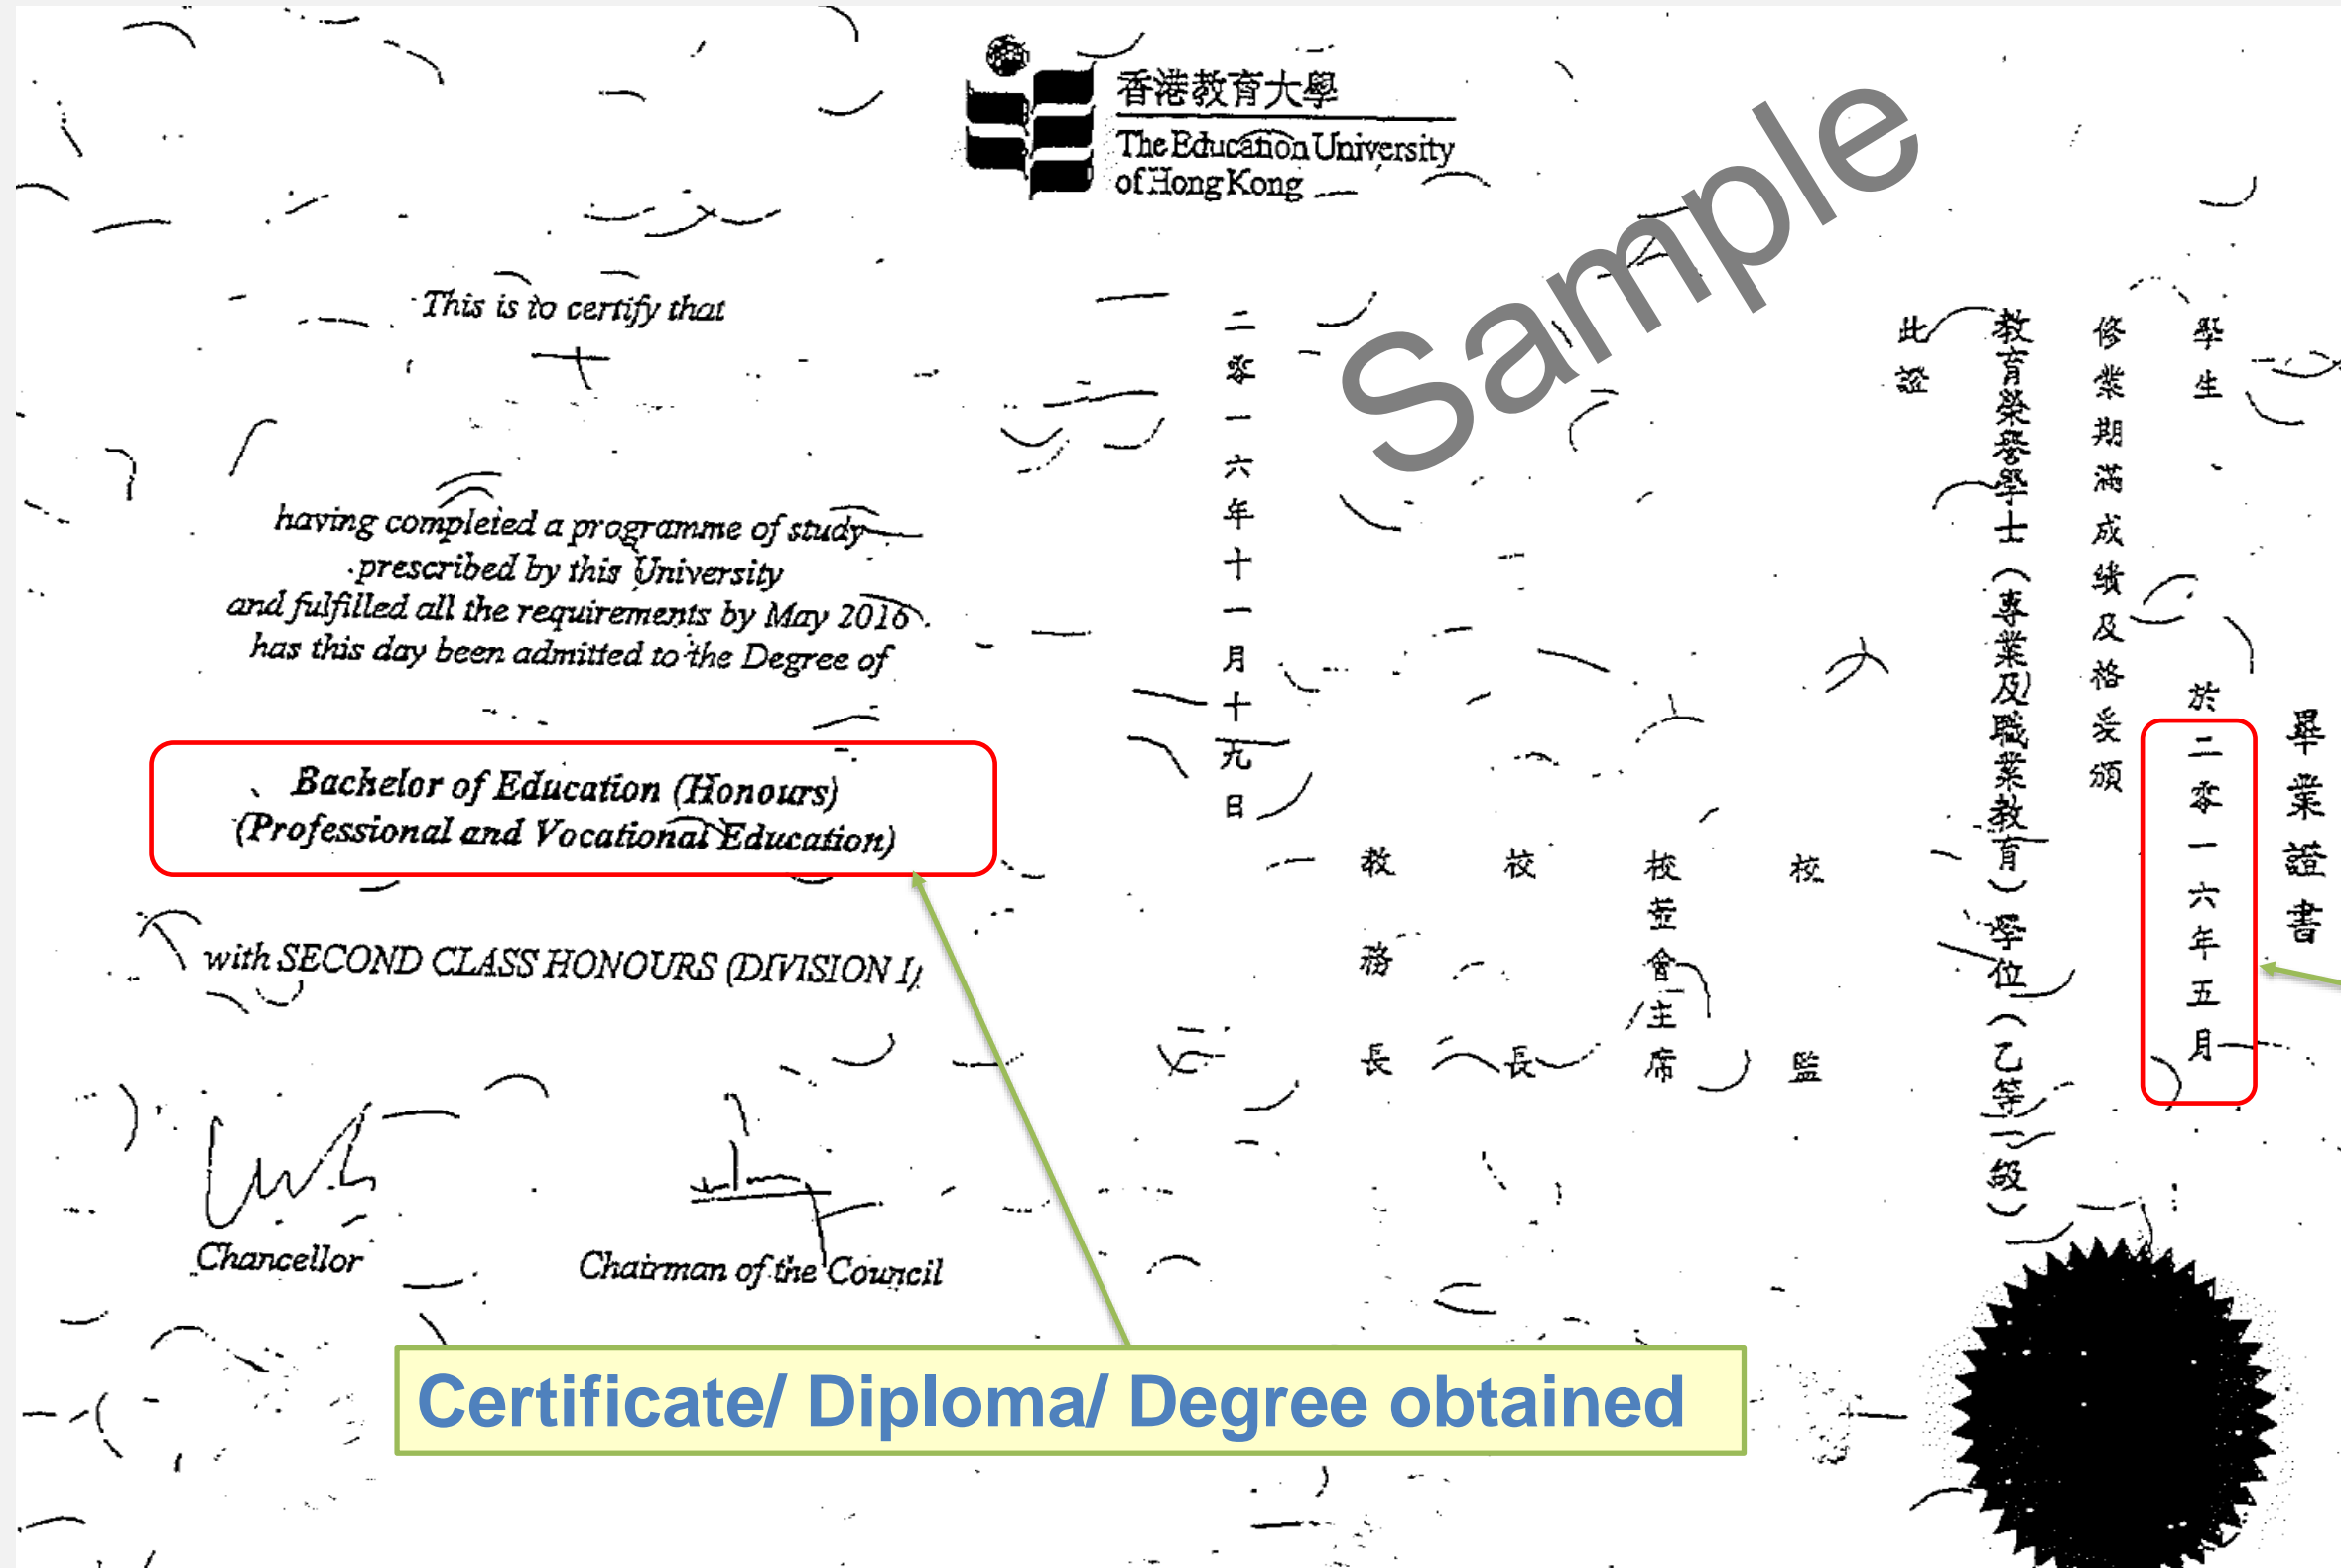 香港教育大學
The Education University
of Hong Kong
Sample
This is to certify that
having completed a programme of study
prescribed by this University
and fulfilled all the requirements by May 2016
has this day been admitted to the Degree of
Bachelor of Education (Honours)
(Professional and Vocational Education)
with SECOND CLASS HONOURS (DIVISION I)
Chancellor
Chairman of the Council
畢業證書
學生
於二零一六年五月
修業期滿成績及格爰頒
教育榮譽學士（專業及職業教育）學位（乙等一級）
此證
校監
校董會主席
校長
教務長
二零一六年十一月十九日
Certificate/ Diploma/ Degree obtained